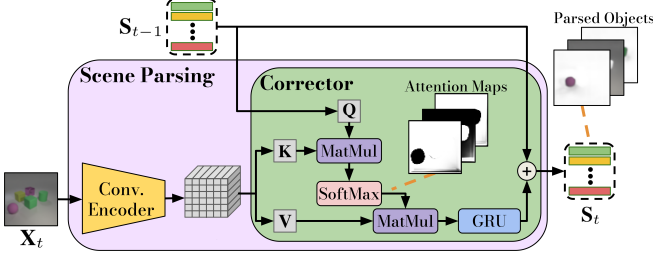 S_{t−1}
Parsed Objects
Scene Parsing
Corrector
Attention Maps
Q
K
MatMul
SoftMax
Conv.
Encoder
V
MatMul
GRU
+
X_t
S_t